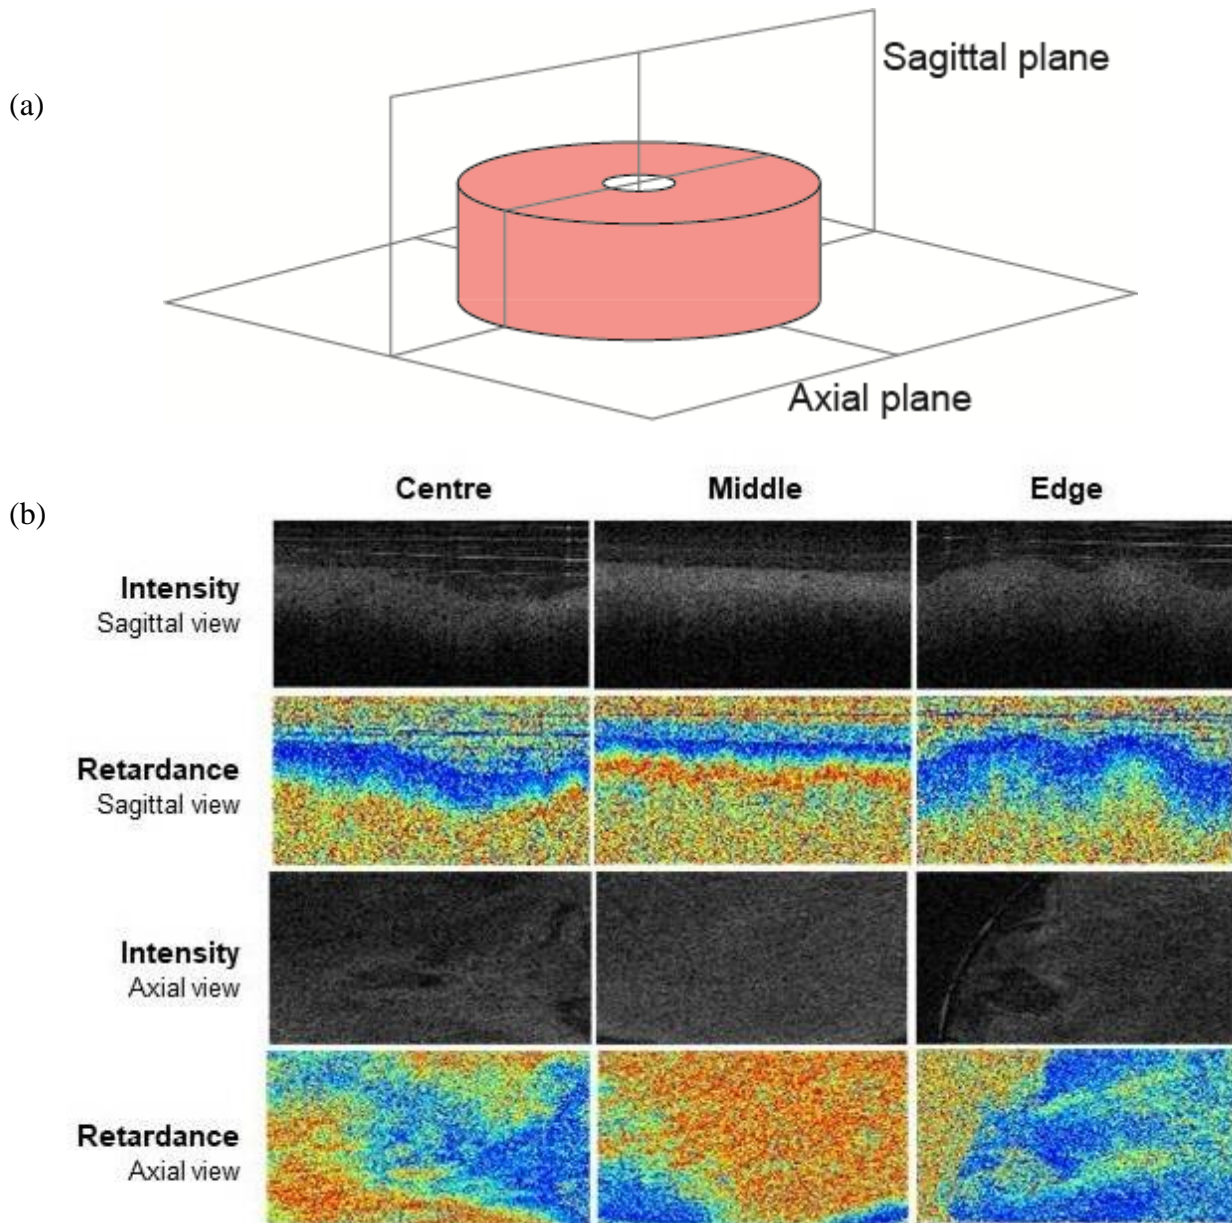 (a)
Sagittal plane
Axial plane
(b)
Centre Middle Edge
Intensity
Sagittal view
Retardance
Sagittal view
Intensity
Axial view
Retardance
Axial view